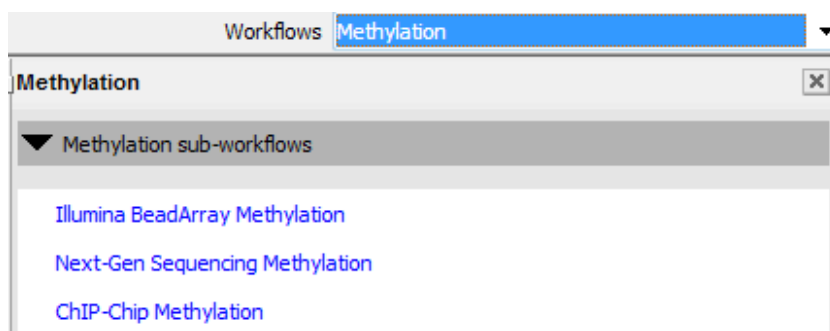 Workflows Methylation
Methylation
Methylation sub-workflows
Illumina BeadArray Methylation
Next-Gen Sequencing Methylation
ChIP-Chip Methylation